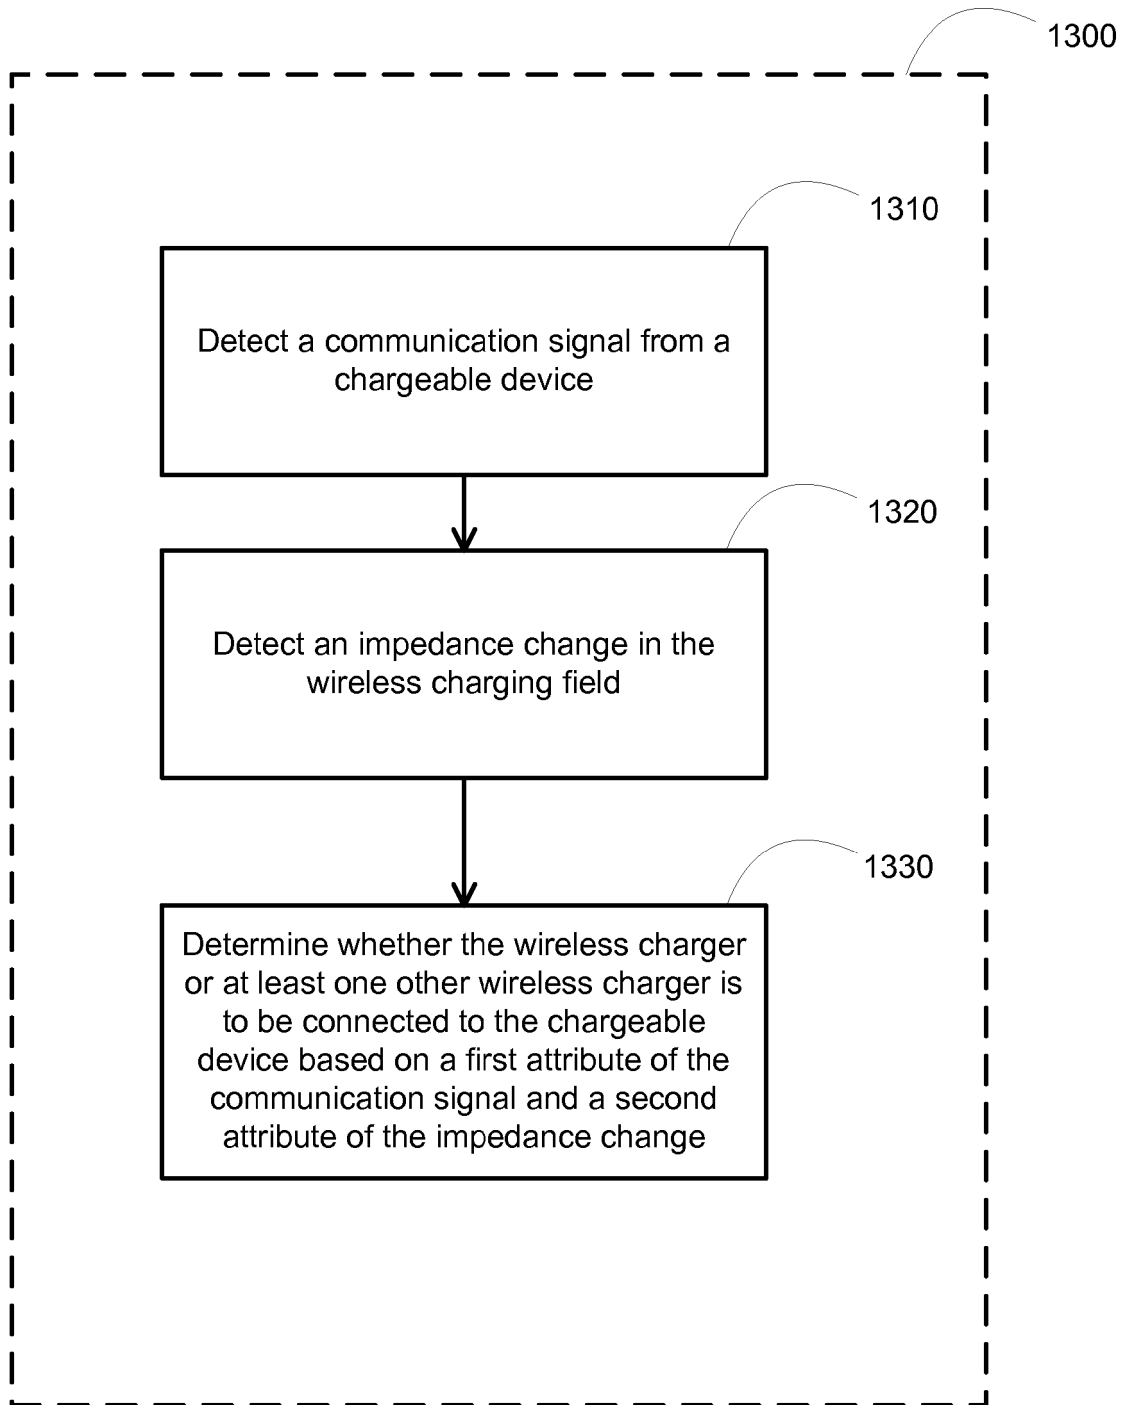 1300
1310
Detect a communication signal from a
chargeable device
1320
Detect an impedance change in the
wireless charging field
1330
Determine whether the wireless charger
or at least one other wireless charger is
to be connected to the chargeable
device based on a first attribute of the
communication signal and a second
attribute of the impedance change